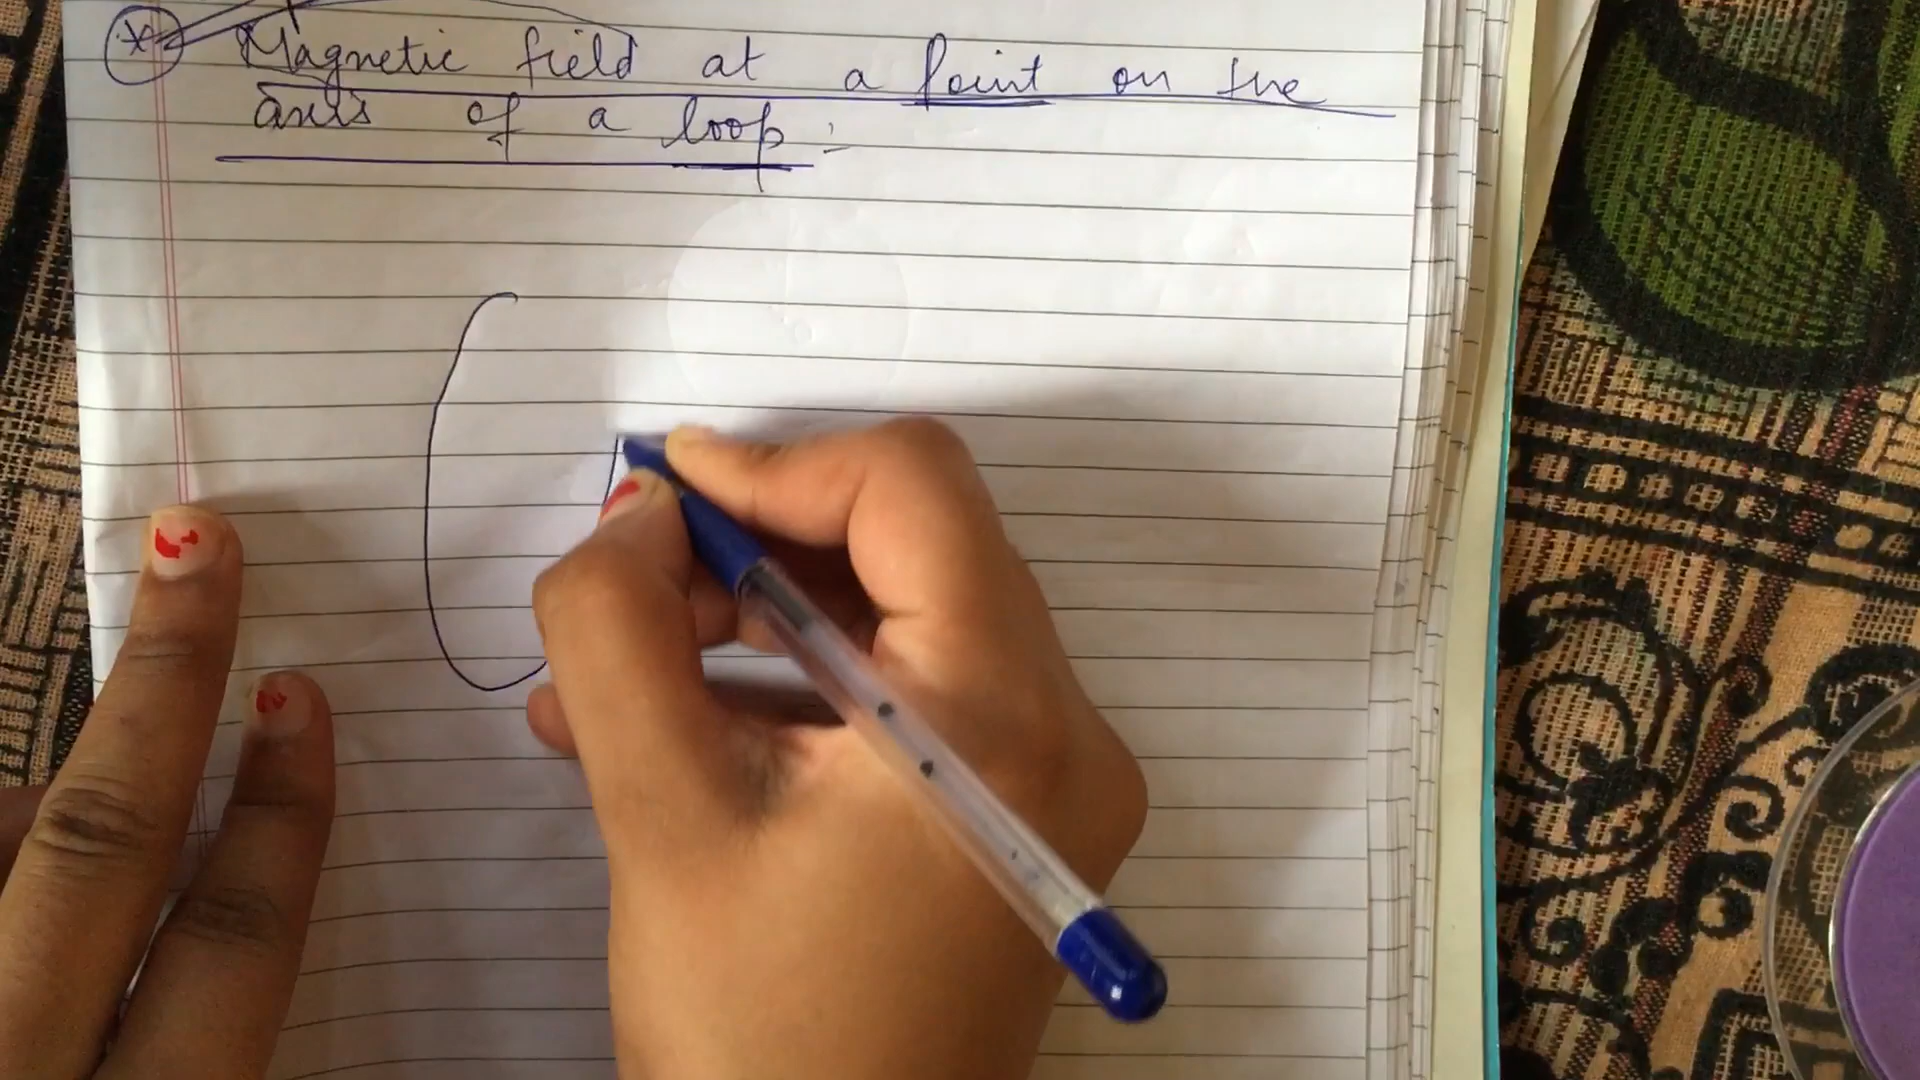 Magnetic field at a point on the
axis of a loop :